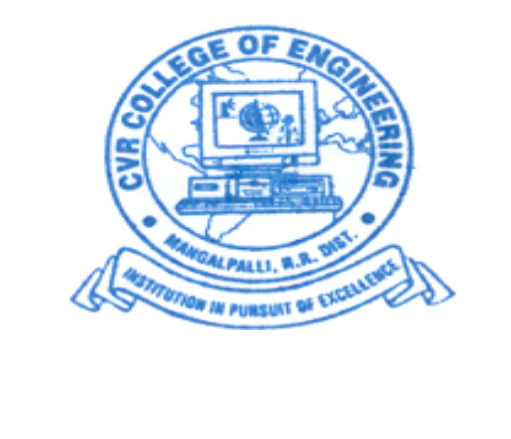 CVR COLLEGE OF ENGINEERING
MANGALPALLI, R.R. DIST.
INSTITUTION IN PURSUIT OF EXCELLENCE